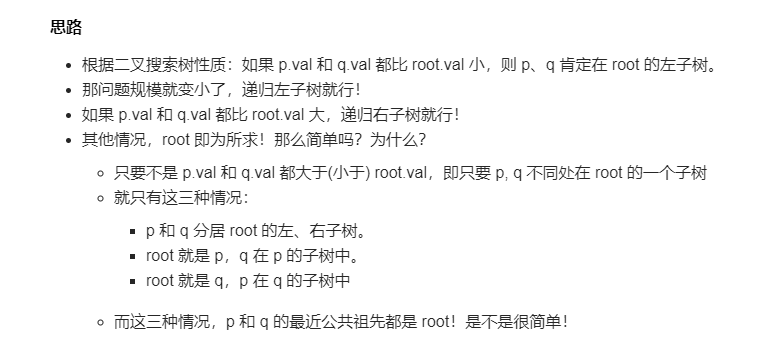 思路
根据二叉搜索树性质：如果 p.val 和 q.val 都比 root.val 小，则 p、q 肯定在 root 的左子树。
那问题规模就变小了，递归左子树就行！
如果 p.val 和 q.val 都比 root.val 大，递归右子树就行！
其他情况，root 即为所求！那么简单吗？为什么？
只要不是 p.val 和 q.val 都大于(小于) root.val，即只要 p, q 不同处在 root 的一个子树
就只有这三种情况：
p 和 q 分居 root 的左、右子树。
root 就是 p，q 在 p 的子树中。
root 就是 q，p 在 q 的子树中
而这三种情况，p 和 q 的最近公共祖先都是 root！是不是很简单！